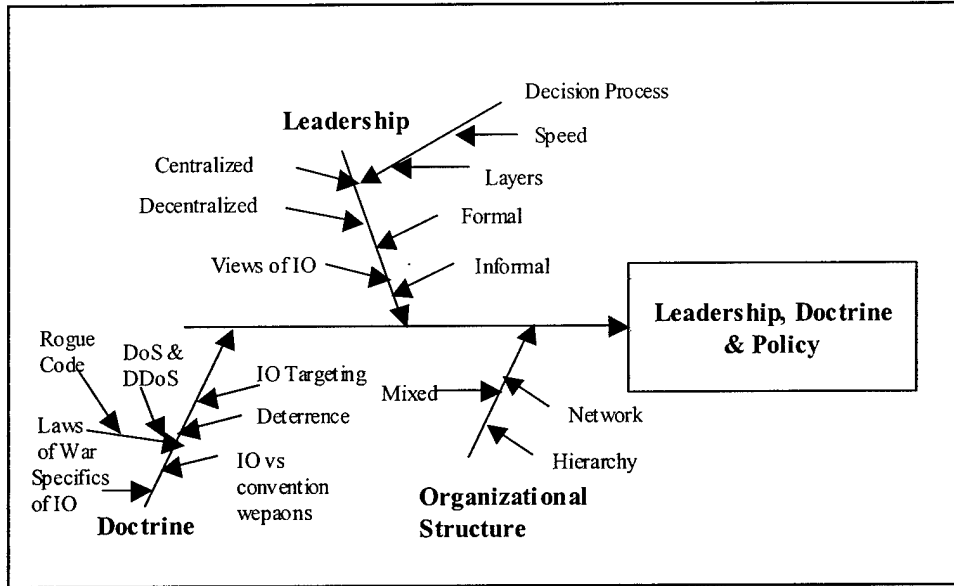 Decision Process
Leadership
Speed
Centralized
Layers
Decentralized
Formal
Views of IO
Informal
Leadership, Doctrine
& Policy
Rogue
Code
DoS &
DDoS
IO Targeting
Mixed
Network
Deterrence
Laws
of War
Hierarchy
IO vs
convention
wepaons
Specifics
of IO
Organizational
Structure
Doctrine